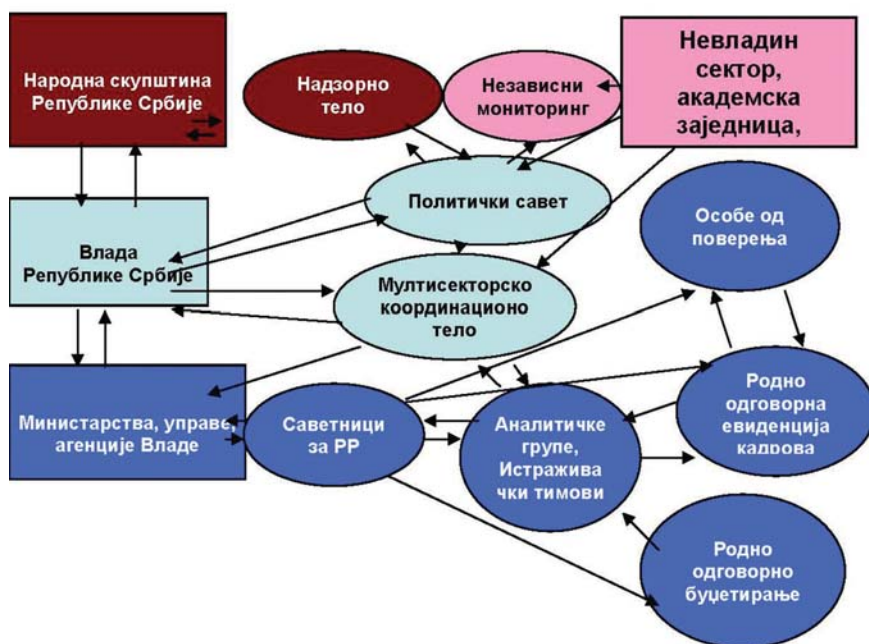 Народна скупштина
Републике Србије
Надзорно
тело
Независни
мониторинг
Невладин
сектор,
академска
заједница,
Политички савет
Особе од
поверења
Влада
Републике Србије
Мултисекторско
координационо
тело
Министарства, управе,
агенције Владе
Саветници
за РР
Аналитичке
групе,
Истражива
чки тимови
Родно
одговорна
евиденција
кадрова
Родно
одговорно
буџетирање